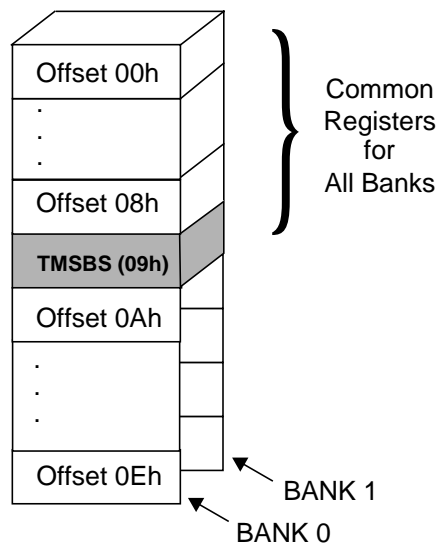 Offset 00h
.
.
.
Offset 08h
TMSBS (09h)
Offset 0Ah
.
.
.
Offset 0Eh
Common
Registers
for
All Banks
BANK 1
BANK 0